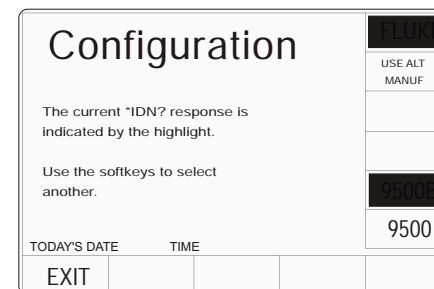 Configuration
FLUKE
USE ALT
MANUF
The current *IDN? response is
indicated by the highlight.
Use the softkeys to select
another.
9500B
9500
TODAY'S DATE TIME
EXIT